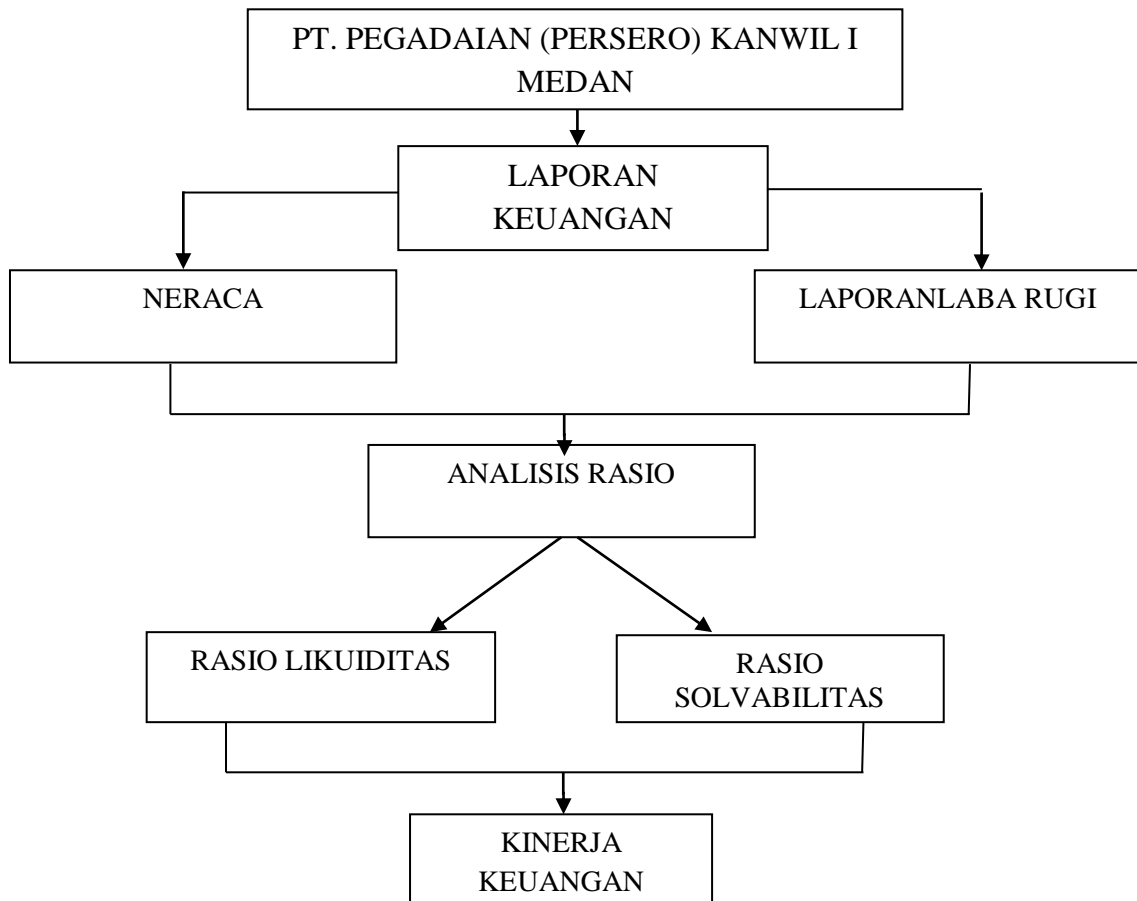 PT. PEGADAIAN (PERSERO) KANWIL I
MEDAN
LAPORAN
KEUANGAN
NERACA
LAPORANLABA RUGI
ANALISIS RASIO
RASIO LIKUIDITAS
RASIO
SOLVABILITAS
KINERJA
KEUANGAN